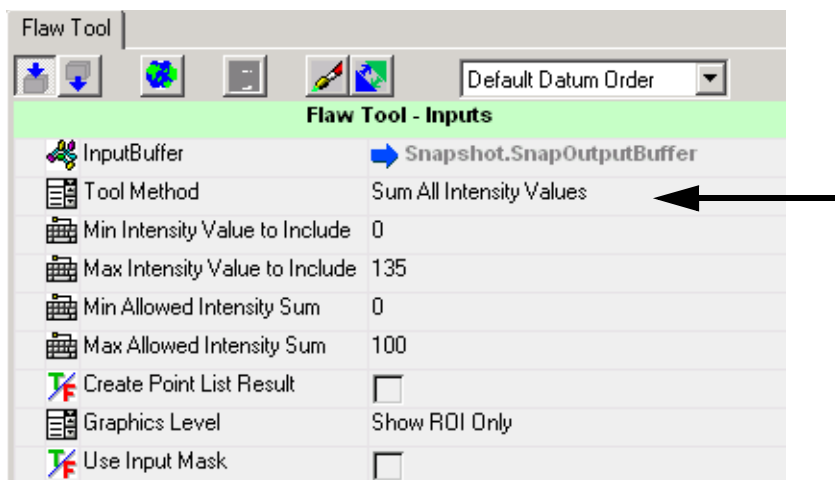 Flaw Tool
Default Datum Order
Flaw Tool - Inputs
InputBuffer Snapshot.SnapOutputBuffer
Tool Method Sum All Intensity Values
Min Intensity Value to Include 0
Max Intensity Value to Include 135
Min Allowed Intensity Sum 0
Max Allowed Intensity Sum 100
T/F Create Point List Result
Graphics Level Show ROI Only
T/F Use Input Mask